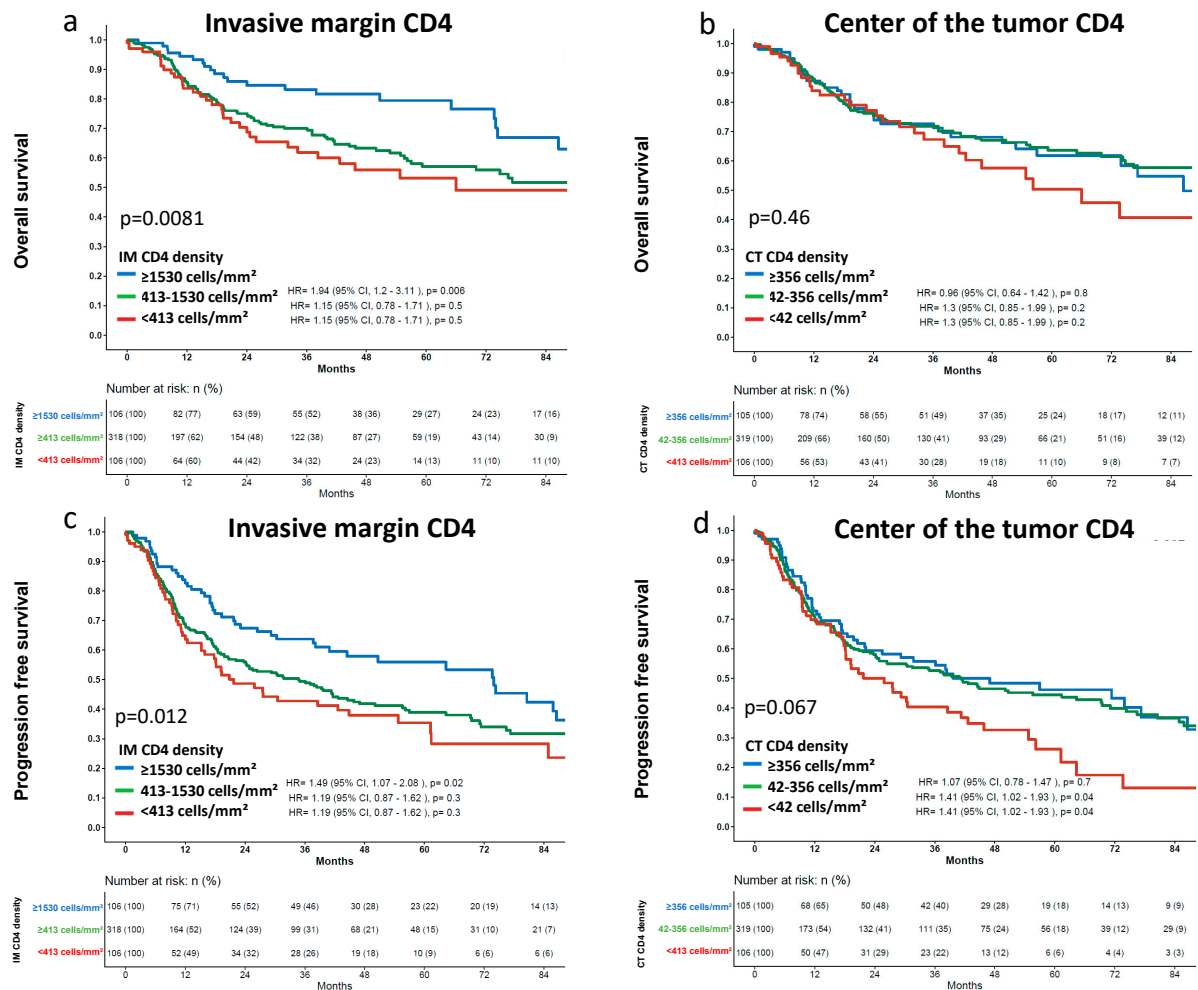 a
Invasive margin CD4
Overall survival
1.0
0.9
0.8
0.7
0.6
0.5
0.4
0.3
0.2
0.1
0.0
p=0.0081
IM CD4 density
≥1530 cells/mm²
413-1530 cells/mm²
<413 cells/mm²
HR= 1.94 (95% CI, 1.2 - 3.11 ), p= 0.006
HR= 1.15 (95% CI, 0.78 - 1.71 ), p= 0.5
HR= 1.15 (95% CI, 0.78 - 1.71 ), p= 0.5
0 12 24 36 48 60 72 84
Months
Number at risk: n (%)
IM CD4 density
≥1530 cells/mm² 106 (100) 82 (77) 63 (59) 55 (52) 38 (36) 29 (27) 24 (23) 17 (16)
≥413 cells/mm² 318 (100) 197 (62) 154 (48) 122 (38) 87 (27) 59 (19) 43 (14) 30 (9)
<413 cells/mm² 106 (100) 64 (60) 44 (42) 34 (32) 24 (23) 14 (13) 11 (10) 11 (10)
0 12 24 36 48 60 72 84
Months
b
Center of the tumor CD4
Overall survival
1.0
0.9
0.8
0.7
0.6
0.5
0.4
0.3
0.2
0.1
0.0
p=0.46
CT CD4 density
≥356 cells/mm²
42-356 cells/mm²
<42 cells/mm²
HR= 0.96 (95% CI, 0.64 - 1.42 ), p= 0.8
HR= 1.3 (95% CI, 0.85 - 1.99 ), p= 0.2
HR= 1.3 (95% CI, 0.85 - 1.99 ), p= 0.2
0 12 24 36 48 60 72 84
Months
Number at risk: n (%)
CT CD4 density
≥356 cells/mm² 105 (100) 78 (74) 58 (55) 51 (49) 37 (35) 25 (24) 18 (17) 12 (11)
42-356 cells/mm² 319 (100) 209 (66) 160 (50) 130 (41) 93 (29) 66 (21) 51 (16) 39 (12)
<413 cells/mm² 106 (100) 56 (53) 43 (41) 30 (28) 19 (18) 11 (10) 9 (8) 7 (7)
0 12 24 36 48 60 72 84
Months
c
Invasive margin CD4
Progression free survival
1.0
0.9
0.8
0.7
0.6
0.5
0.4
0.3
0.2
0.1
0.0
p=0.012
IM CD4 density
≥1530 cells/mm²
413-1530 cells/mm²
<413 cells/mm²
HR= 1.49 (95% CI, 1.07 - 2.08 ), p= 0.02
HR= 1.19 (95% CI, 0.87 - 1.62 ), p= 0.3
HR= 1.19 (95% CI, 0.87 - 1.62 ), p= 0.3
0 12 24 36 48 60 72 84
Months
Number at risk: n (%)
IM CD4 density
≥1530 cells/mm² 106 (100) 75 (71) 55 (52) 49 (46) 30 (28) 23 (22) 20 (19) 14 (13)
≥413 cells/mm² 318 (100) 164 (52) 124 (39) 99 (31) 68 (21) 48 (15) 31 (10) 21 (7)
<413 cells/mm² 106 (100) 52 (49) 34 (32) 28 (26) 19 (18) 10 (9) 6 (6) 6 (6)
0 12 24 36 48 60 72 84
Months
d
Center of the tumor CD4
Progression free survival
1.0
0.9
0.8
0.7
0.6
0.5
0.4
0.3
0.2
0.1
0.0
p=0.067
CT CD4 density
≥356 cells/mm²
42-356 cells/mm²
<42 cells/mm²
HR= 1.07 (95% CI, 0.78 - 1.47 ), p= 0.7
HR= 1.41 (95% CI, 1.02 - 1.93 ), p= 0.04
HR= 1.41 (95% CI, 1.02 - 1.93 ), p= 0.04
0 12 24 36 48 60 72 84
Months
Number at risk: n (%)
CT CD4 density
≥356 cells/mm² 105 (100) 68 (65) 50 (48) 42 (40) 29 (28) 19 (18) 14 (13) 9 (9)
42-356 cells/mm² 319 (100) 173 (54) 132 (41) 111 (35) 75 (24) 56 (18) 39 (12) 29 (9)
<413 cells/mm² 106 (100) 50 (47) 31 (29) 23 (22) 13 (12) 6 (6) 4 (4) 3 (3)
0 12 24 36 48 60 72 84
Months